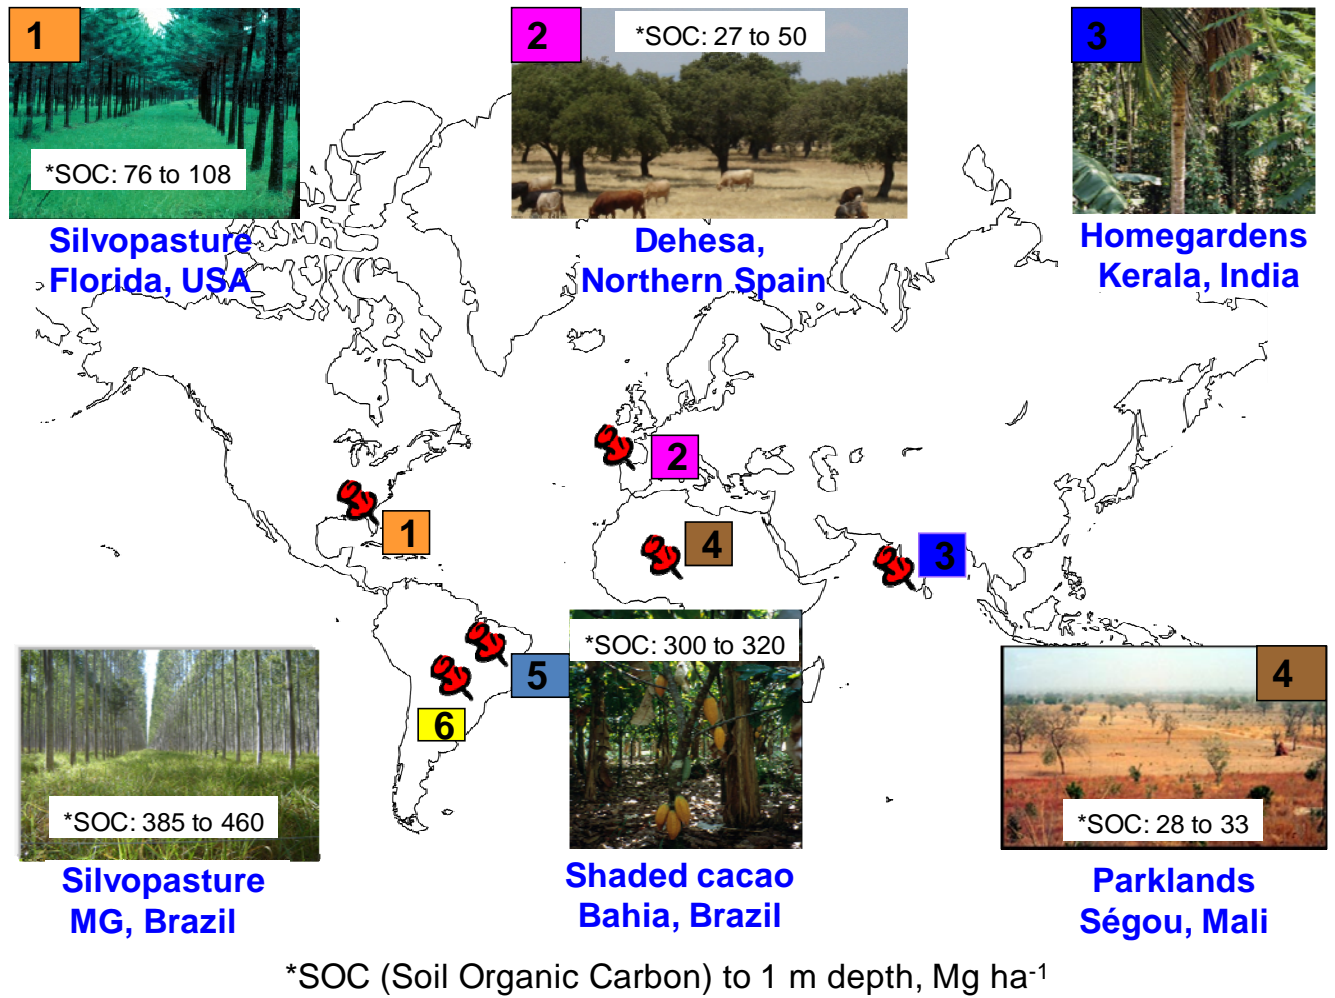 1
*SOC: 76 to 108
Silvopasture
Florida, USA
2
*SOC: 27 to 50
Dehesa,
Northern Spain
3
Homegardens
Kerala, India
2
1
4
3
5
6
*SOC: 385 to 460
Silvopasture
MG, Brazil
*SOC: 300 to 320
Shaded cacao
Bahia, Brazil
4
*SOC: 28 to 33
Parklands
Ségou, Mali
*SOC (Soil Organic Carbon) to 1 m depth, Mg ha⁻¹